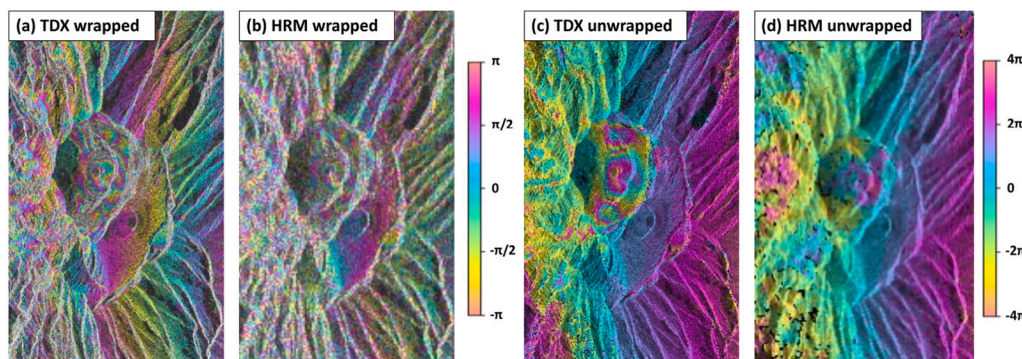 (a) TDX wrapped
(b) HRM wrapped
π
π/2
0
-π/2
-π
(c) TDX unwrapped
(d) HRM unwrapped
4π
2π
0
-2π
-4π